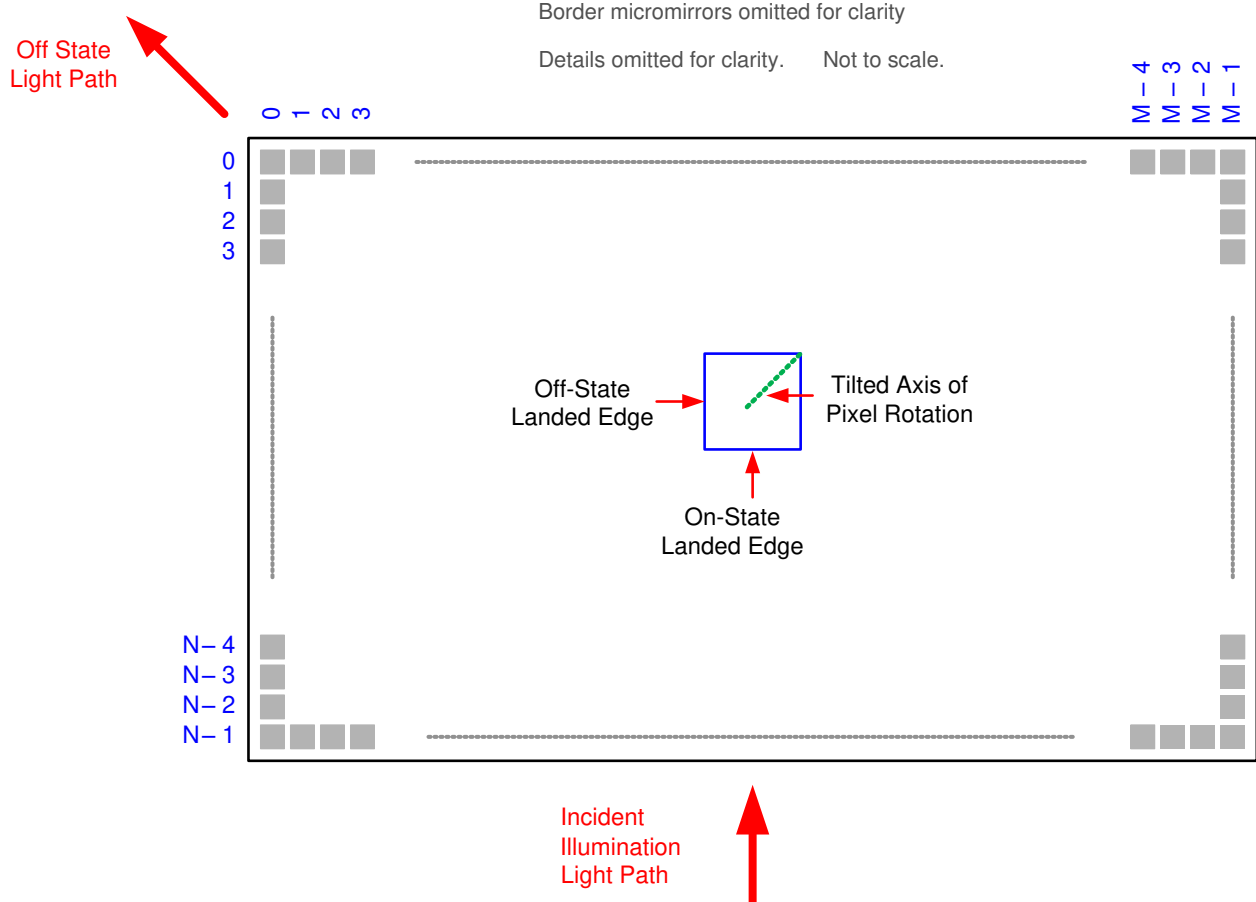 Border micromirrors omitted for clarity
Details omitted for clarity. Not to scale.
Off State
Light Path
0
1
2
3
M – 4
M – 3
M – 2
M – 1
0
1
2
3
Off-State
Landed Edge
Tilted Axis of
Pixel Rotation
On-State
Landed Edge
N – 4
N – 3
N – 2
N – 1
Incident
Illumination
Light Path